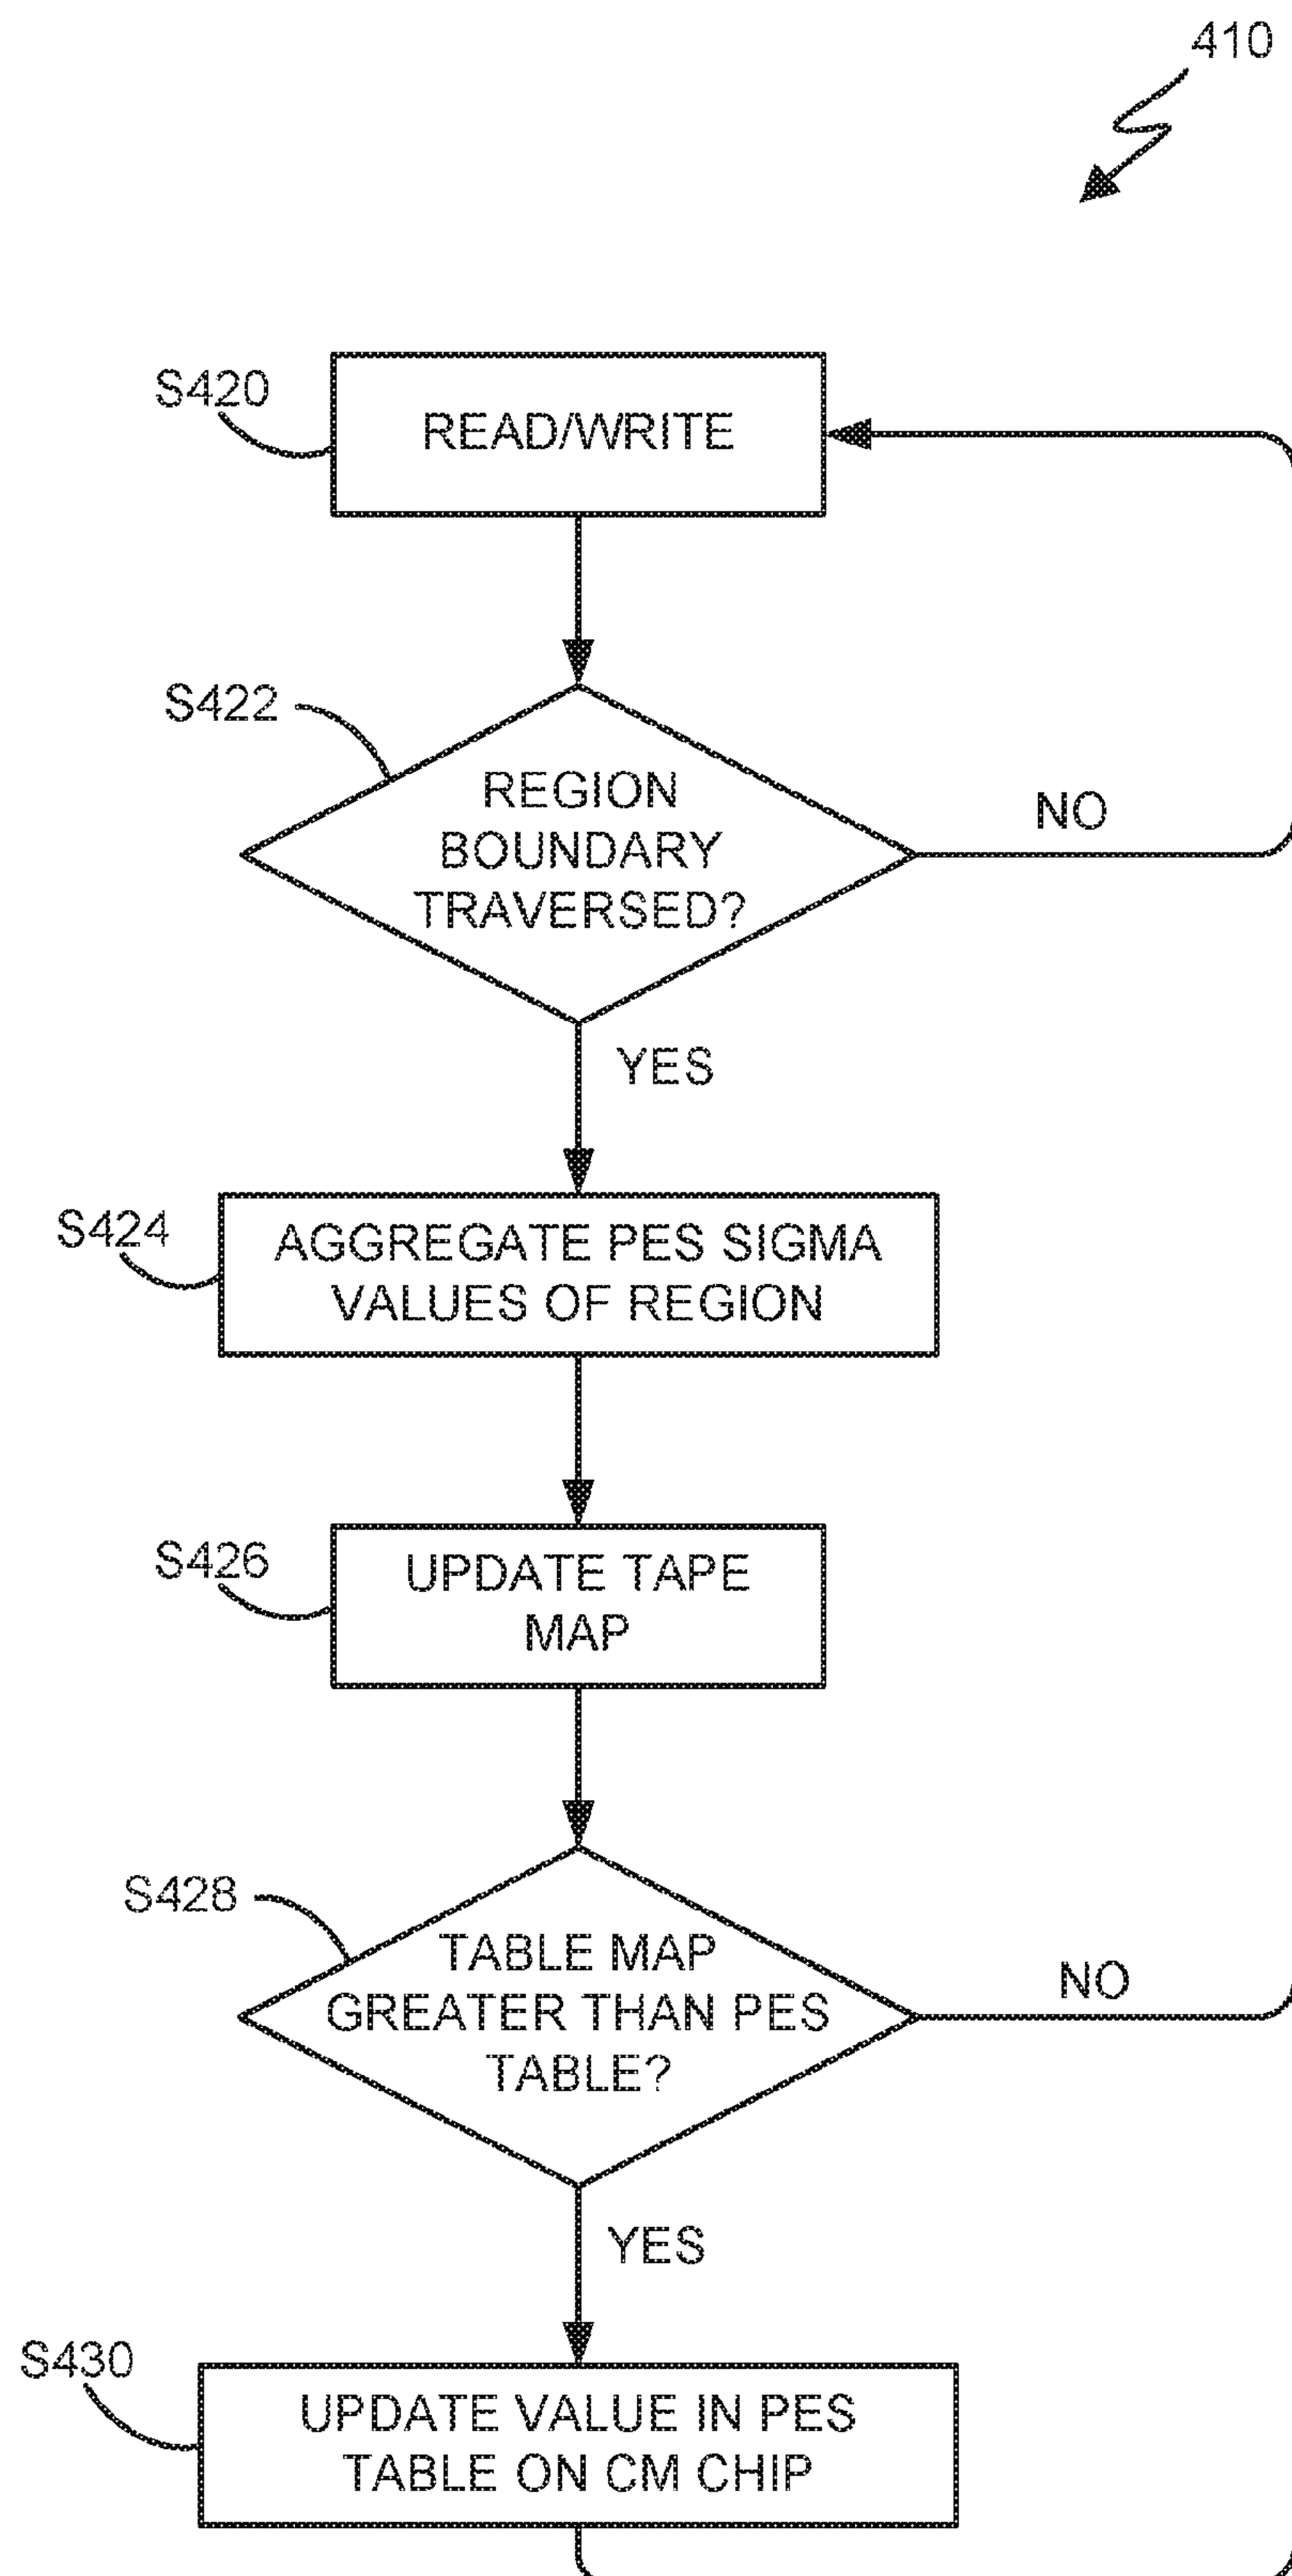 410
S420
READ/WRITE
S422
REGION
BOUNDARY
TRAVERSED?
NO
YES
S424
AGGREGATE PES SIGMA
VALUES OF REGION
S426
UPDATE TAPE
MAP
S428
TABLE MAP
GREATER THAN PES
TABLE?
NO
YES
S430
UPDATE VALUE IN PES
TABLE ON CM CHIP